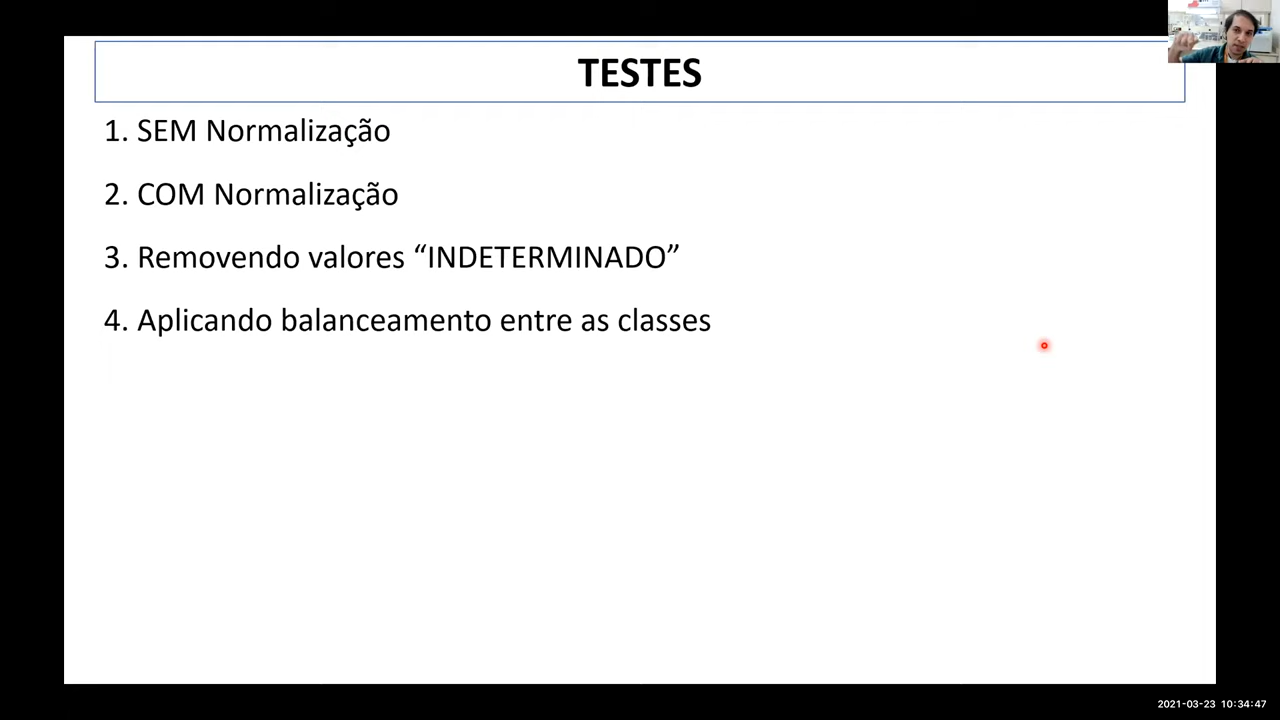 TESTES
1. SEM Normalização
2. COM Normalização
3. Removendo valores “INDETERMINADO”
4. Aplicando balanceamento entre as classes
2021-03-23 10:34:47